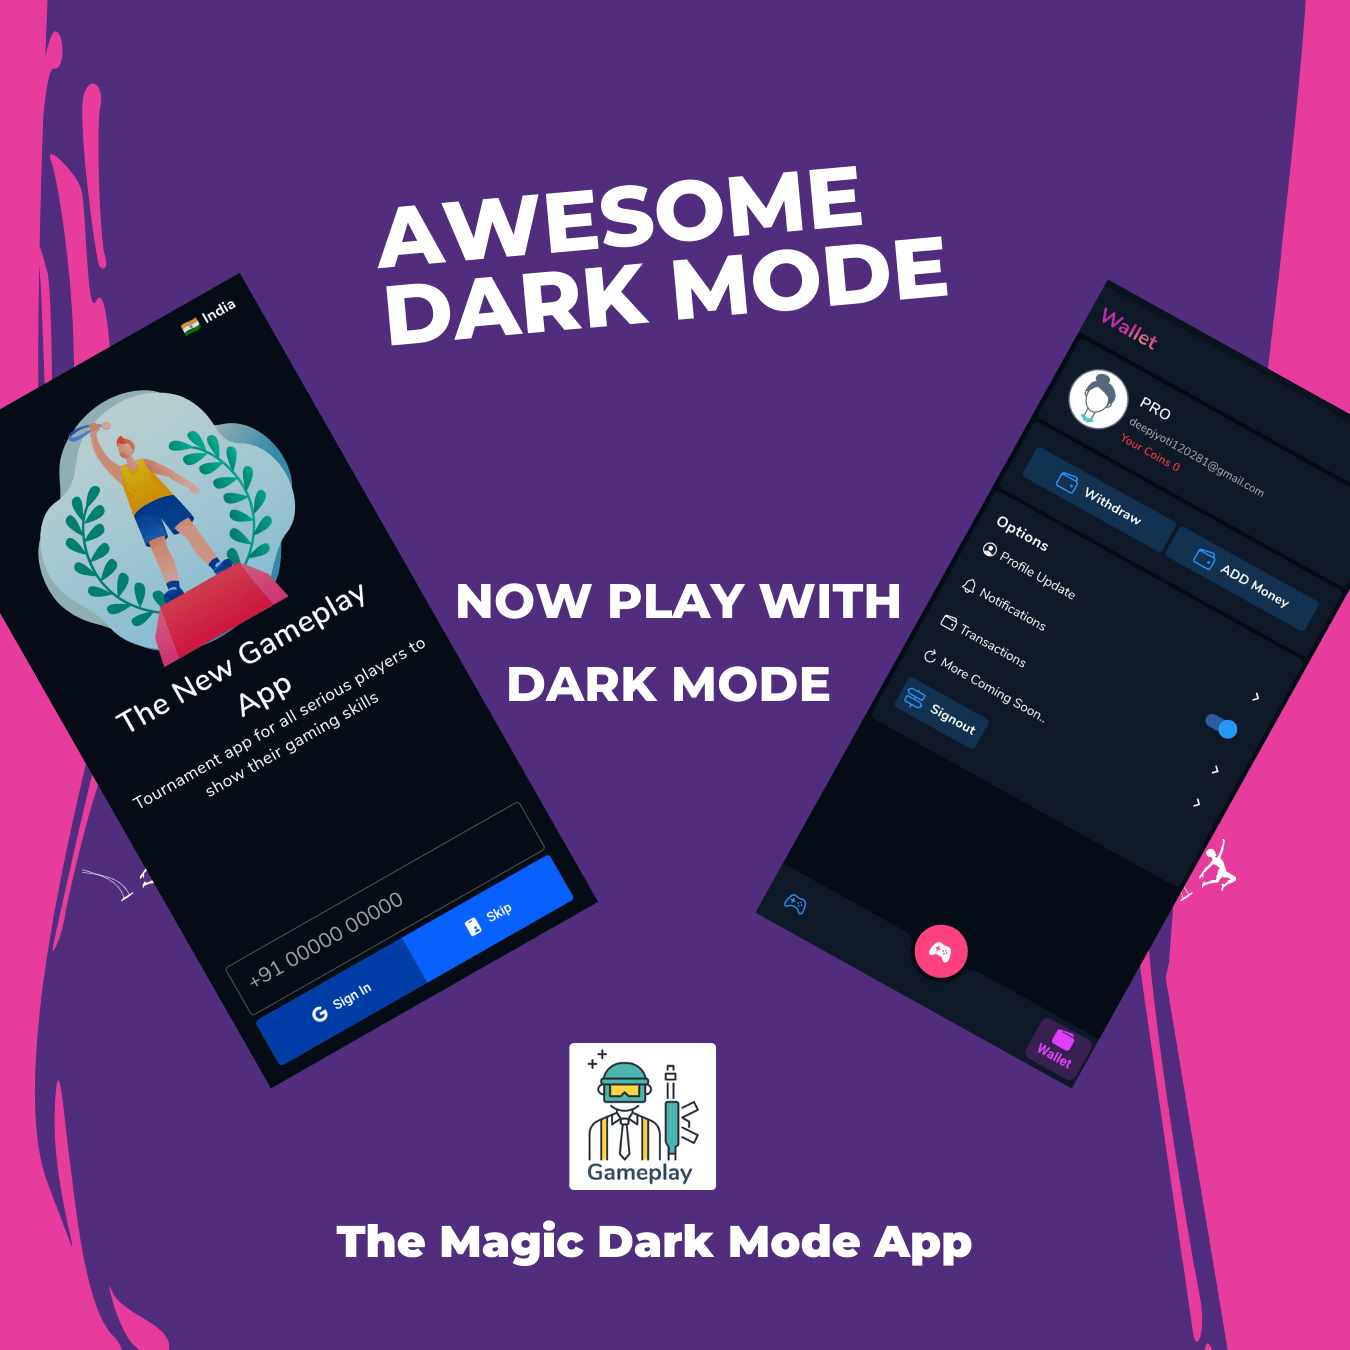 AWESOME
DARK MODE
India
The New Gameplay
App
Tournament app for all serious players to
show their gaming skills
+91 00000 00000
Sign In
Skip
NOW PLAY WITH
DARK MODE
Wallet
PRO
deepjyoti120281@gmail.com
Your Coins 0
Withdraw
ADD Money
Options
Profile Update
Notifications
Transactions
More Coming Soon..
Signout
Wallet
Gameplay
The Magic Dark Mode App